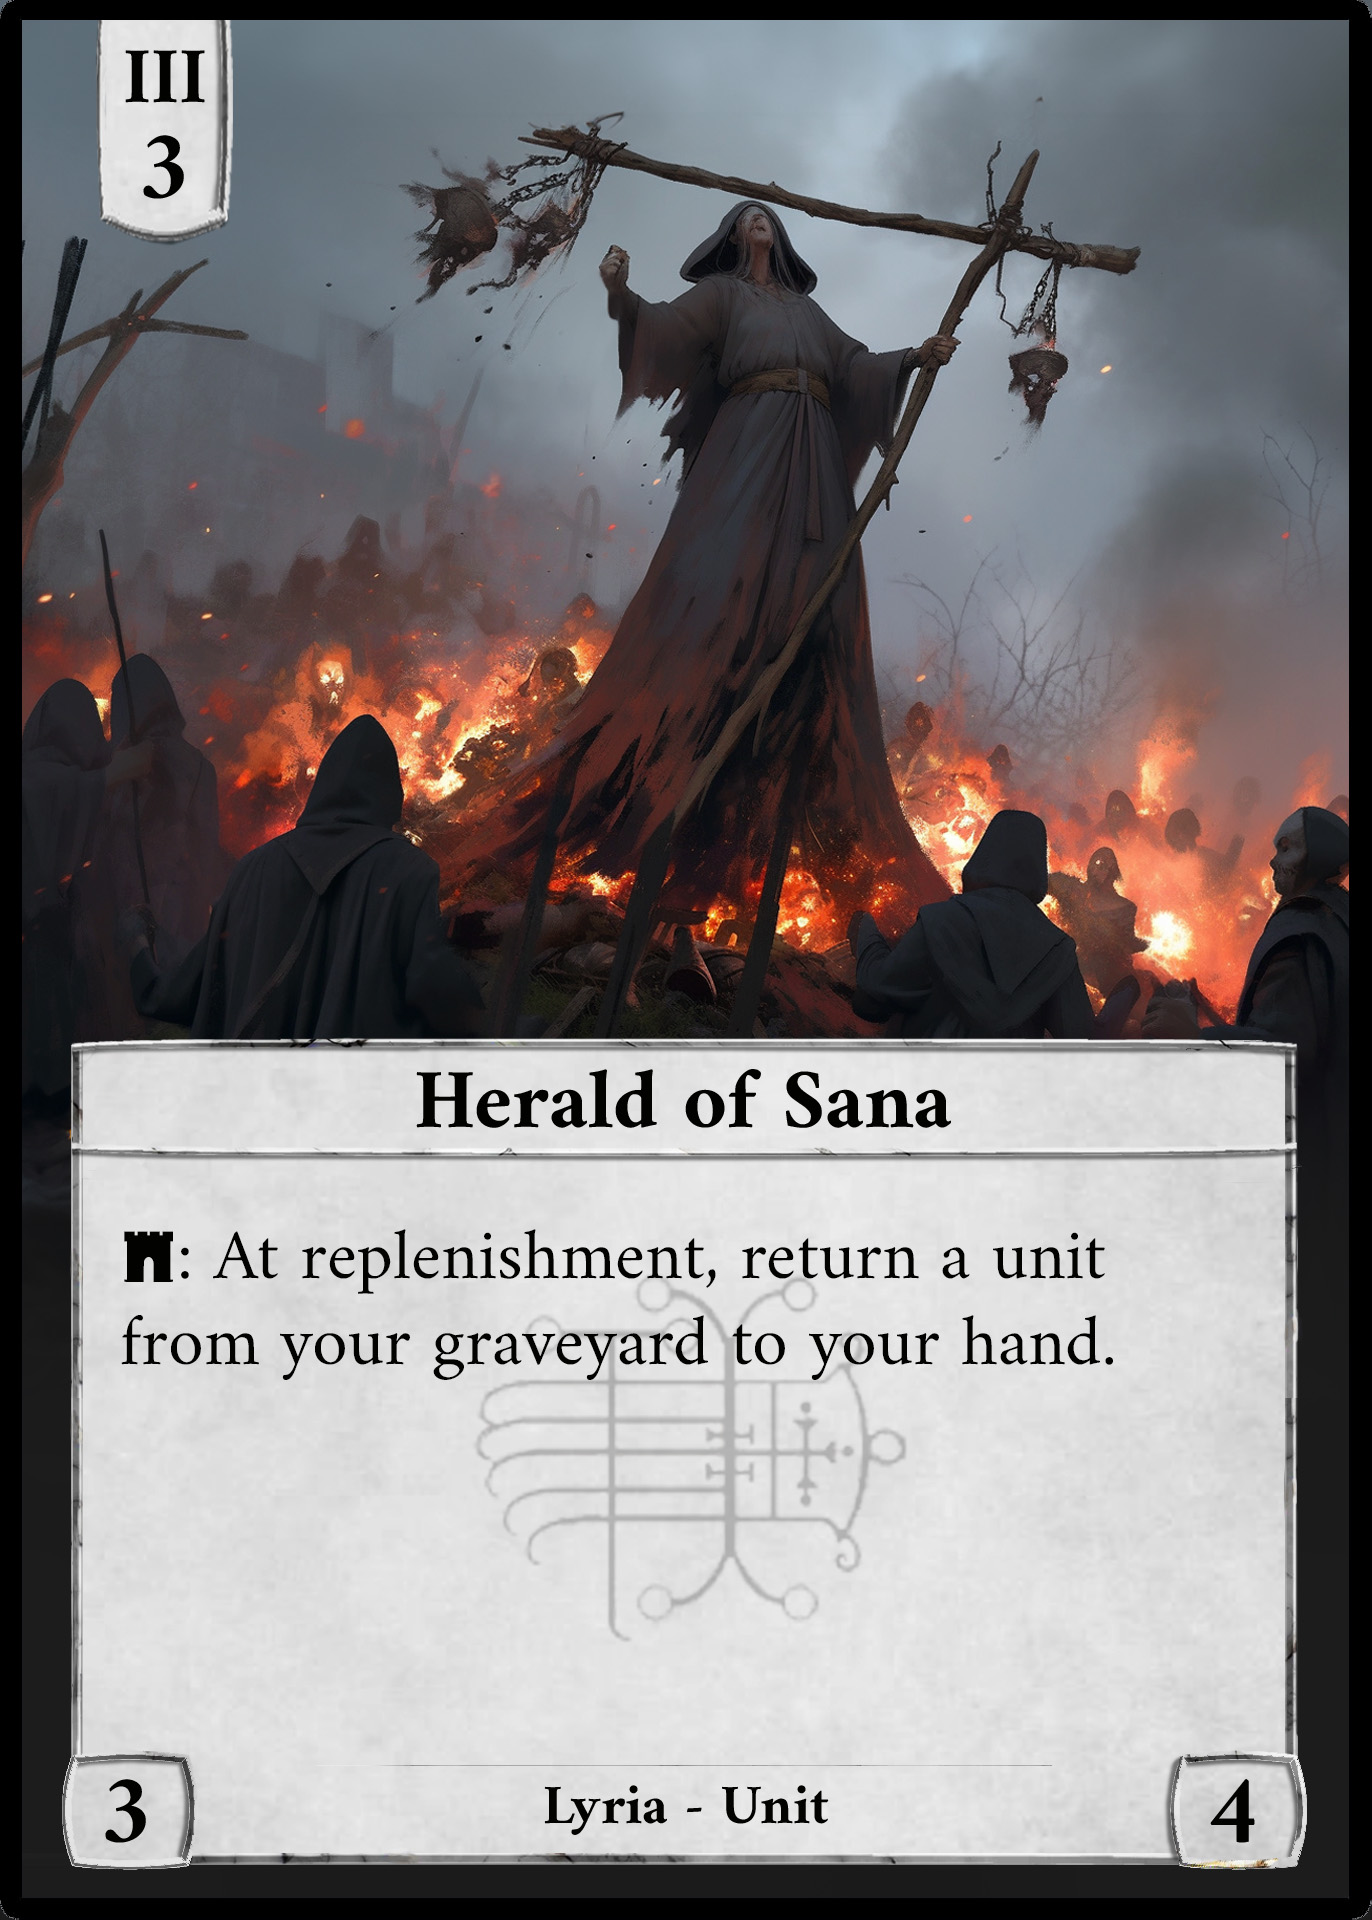 III
3
Herald of Sana
: At replenishment, return a unit
from your graveyard to your hand.
3
Lyria - Unit
4